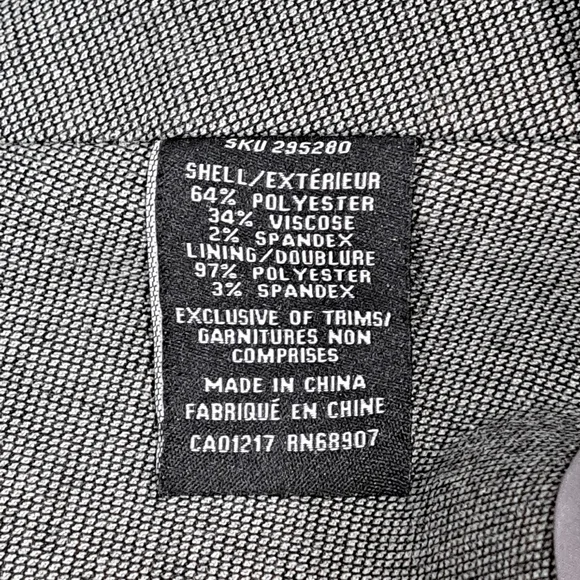 SKU 295280
SHELL/EXTÉRIEUR
64% POLYESTER
34% VISCOSE
2% SPANDEX
LINING/DOUBLURE
97% POLYESTER
3% SPANDEX
EXCLUSIVE OF TRIMS/
GARNITURES NON
COMPRISES
MADE IN CHINA
FABRIQUÉ EN CHINE
CA01217 RN68907